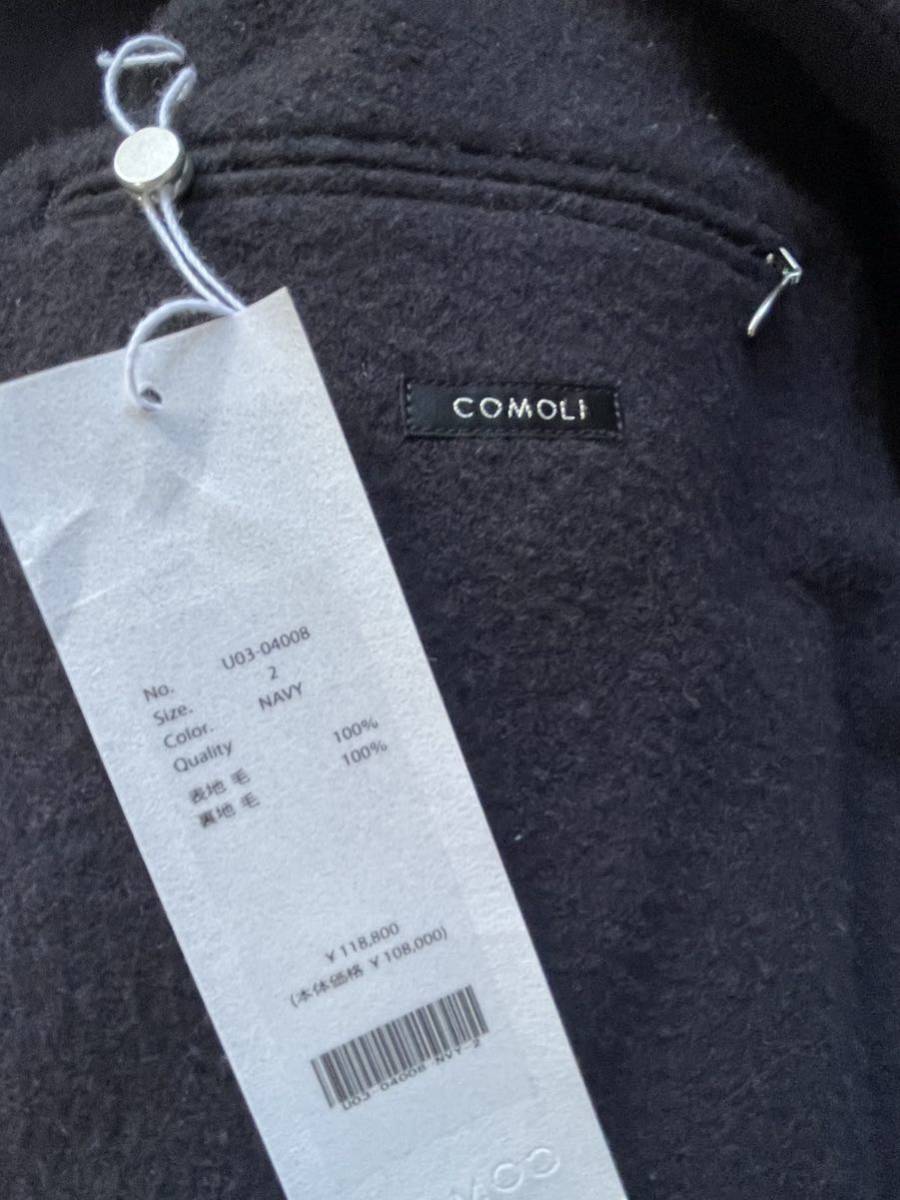 COMOLI
No. U03-04008
Size. 2
Color. NAVY
Quality
表地 毛 100%
裏地 毛 100%
¥118,800
(本体価格 ¥108,000)
U03-04008 NVY-2